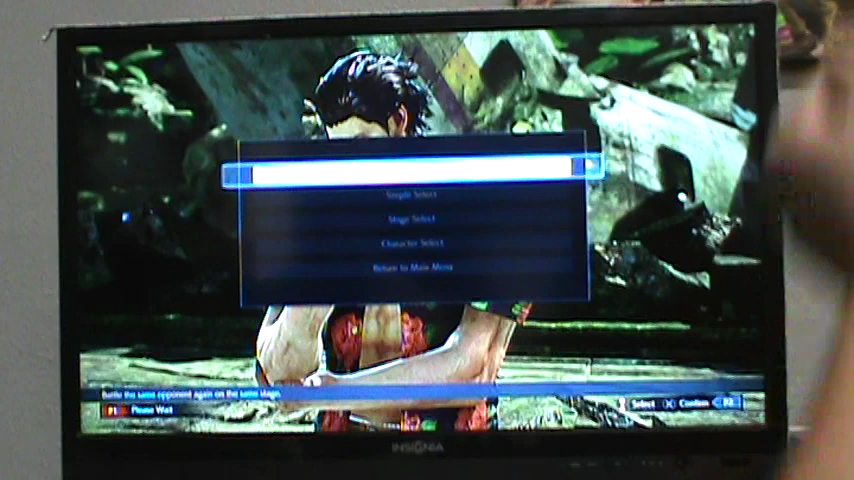 Simple Select
Stage Select
Character Select
Return to Main Menu
Battle the same opponent again on the same stage.
P1 Please Wait
Select Confirm P2
INSIGNIA